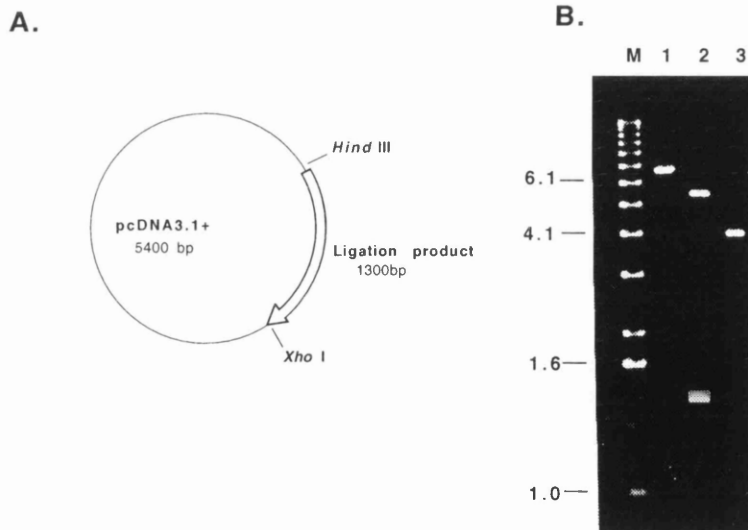 A.
Hind III
pcDNA3.1+
5400 bp
Ligation product
1300bp
Xho I
B.
M 1 2 3
6.1
4.1
1.6
1.0